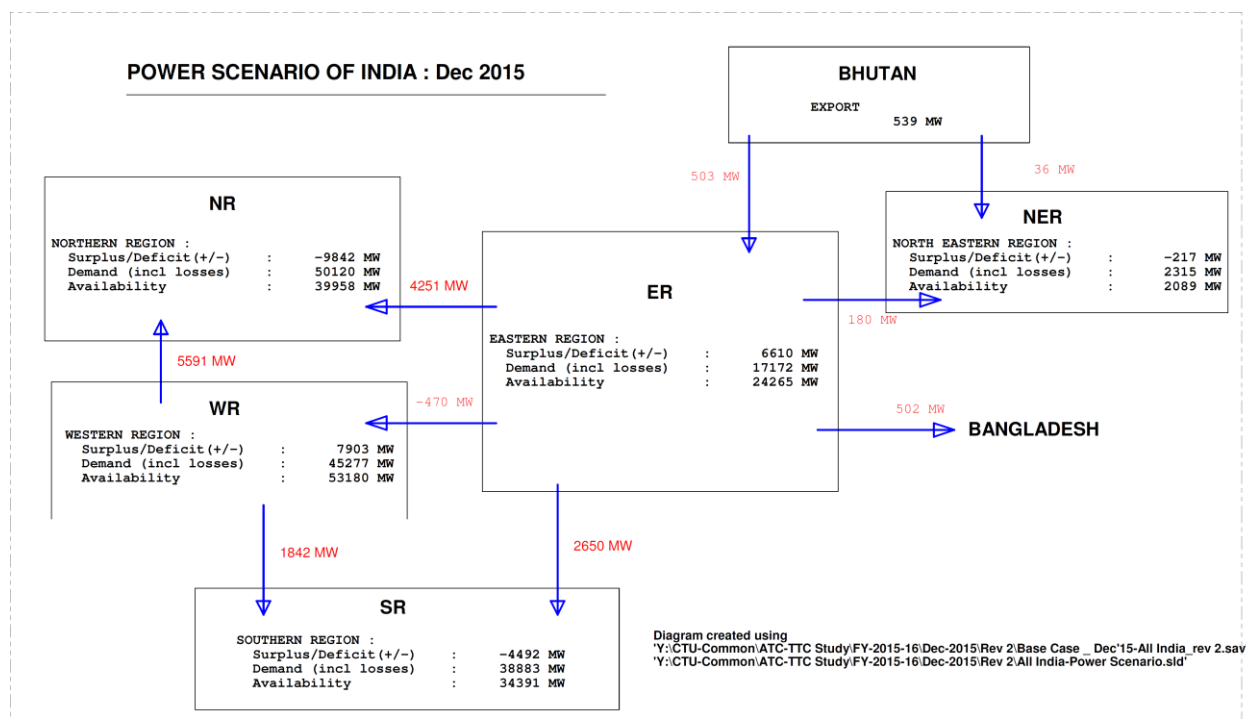 POWER SCENARIO OF INDIA : Dec 2015
BHUTAN
EXPORT
539 MW
503 MW
36 MW
NR
NORTHERN REGION :
Surplus/Deficit(+/-) : -9842 MW
Demand (incl losses) : 50120 MW
Availability : 39958 MW
NER
NORTH EASTERN REGION :
Surplus/Deficit(+/-) : -217 MW
Demand (incl losses) : 2315 MW
Availability : 2089 MW
4251 MW
ER
EASTERN REGION :
Surplus/Deficit(+/-) : 6610 MW
Demand (incl losses) : 17172 MW
Availability : 24265 MW
180 MW
5591 MW
-470 MW
502 MW
BANGLADESH
WR
WESTERN REGION :
Surplus/Deficit(+/-) : 7903 MW
Demand (incl losses) : 45277 MW
Availability : 53180 MW
1842 MW
2650 MW
SR
SOUTHERN REGION :
Surplus/Deficit(+/-) : -4492 MW
Demand (incl losses) : 38883 MW
Availability : 34391 MW
Diagram created using
'Y:\CTU-Common\ATC-TTC Study\FY-2015-16\Dec-2015\Rev 2\Base Case _ Dec'15-All India_rev 2.sav
'Y:\CTU-Common\ATC-TTC Study\FY-2015-16\Dec-2015\Rev 2\All India-Power Scenario.sld'